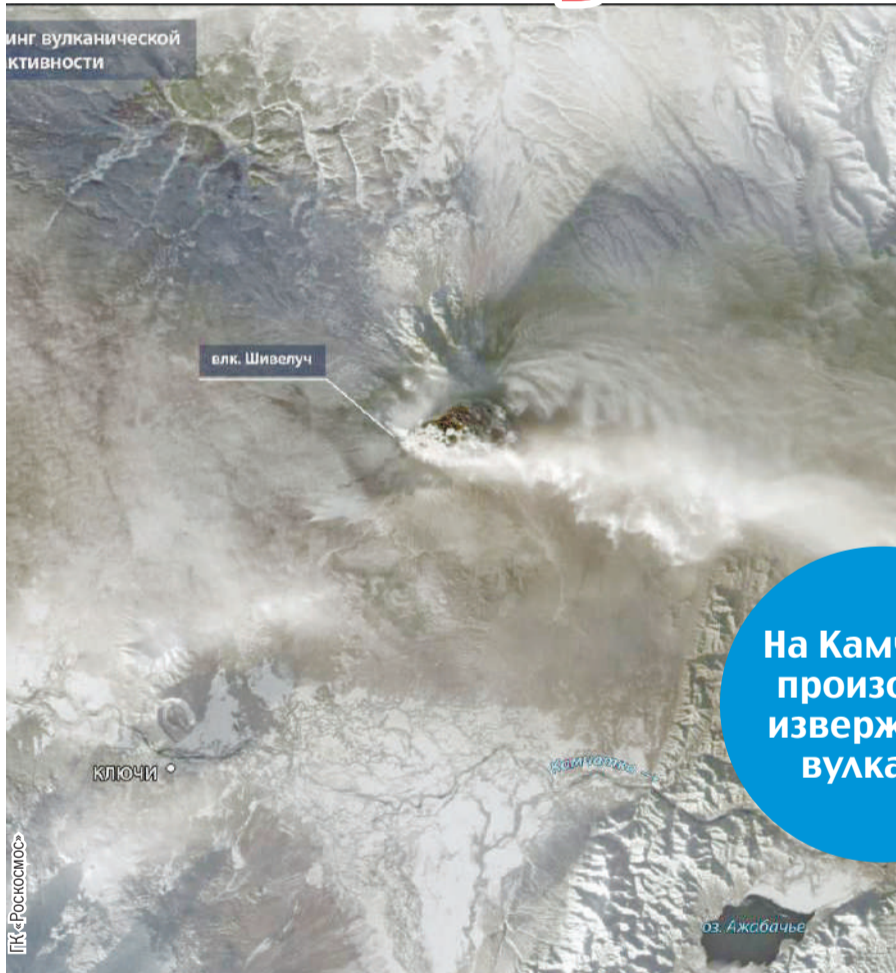 инг вулканической
ктивности
влк. Шивелуч
На Камч
произо
изверж
вулка
КЛЮЧИ
Камчатка
оз. Ажабачье
ГК «Роскосмос»